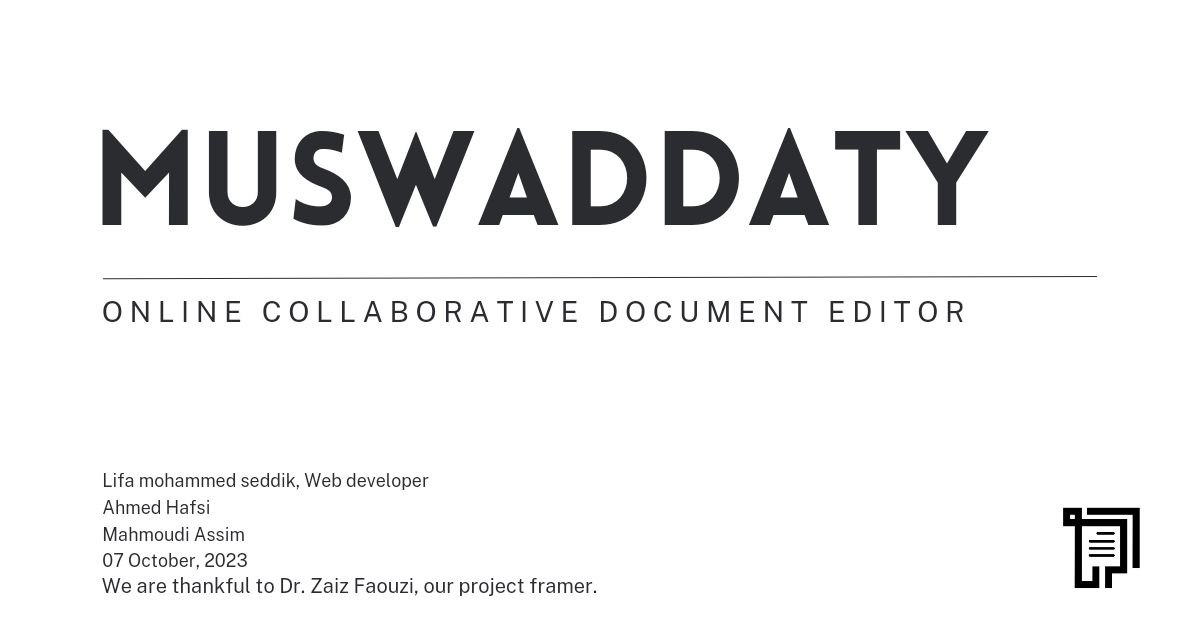 MUSWADDATY
ONLINE COLLABORATIVE DOCUMENT EDITOR
Lifa mohammed seddik, Web developer
Ahmed Hafsi
Mahmoudi Assim
07 October, 2023
We are thankful to Dr. Zaiz Faouzi, our project framer.